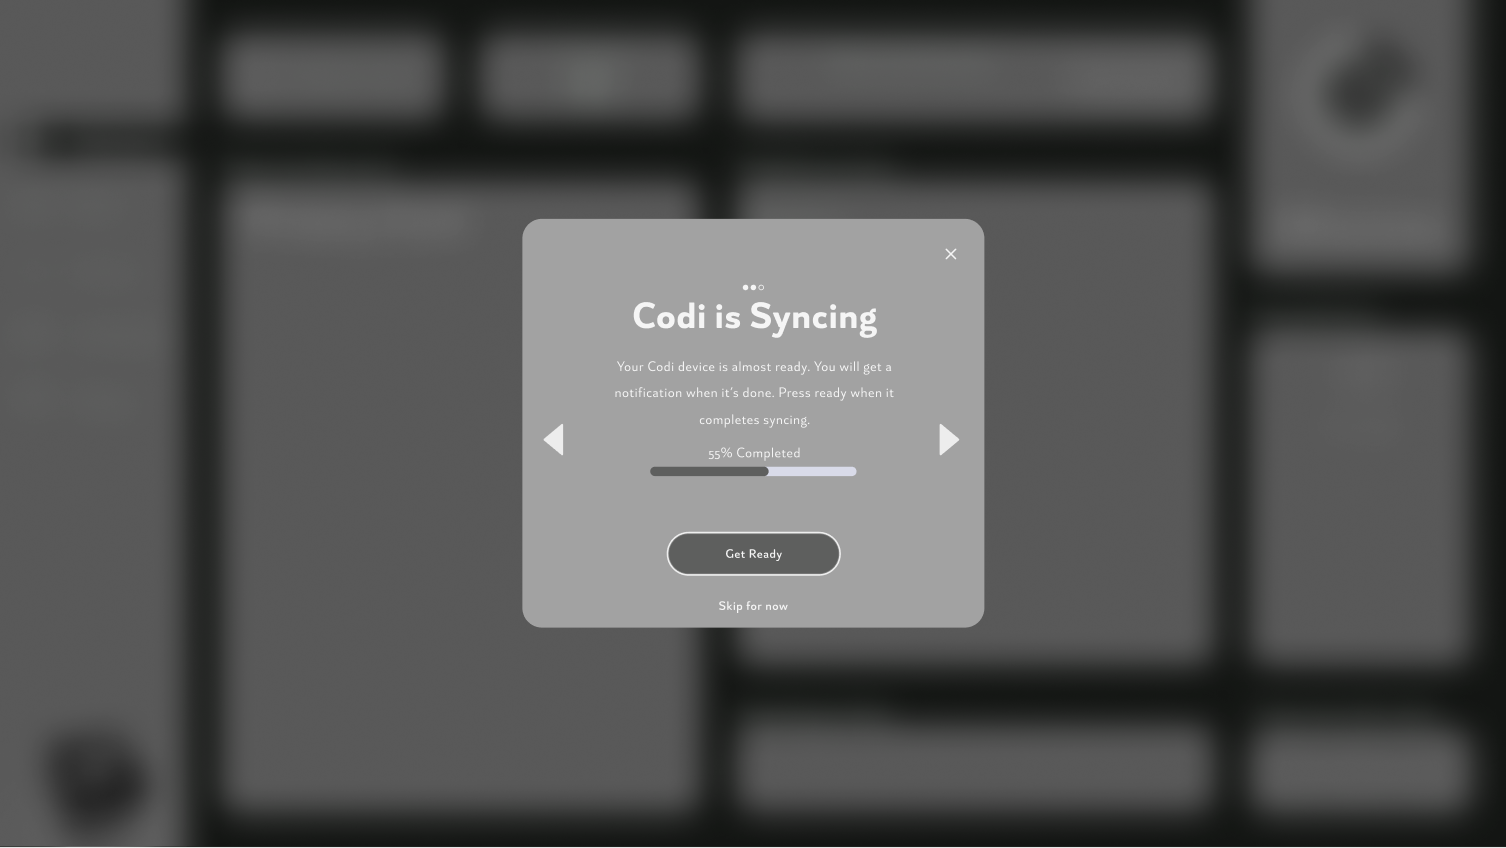 Codi is Syncing
Your Codi device is almost ready. You will get a
notification when it's done. Press ready when it
completes syncing.
55% Completed
Get Ready
Skip for now